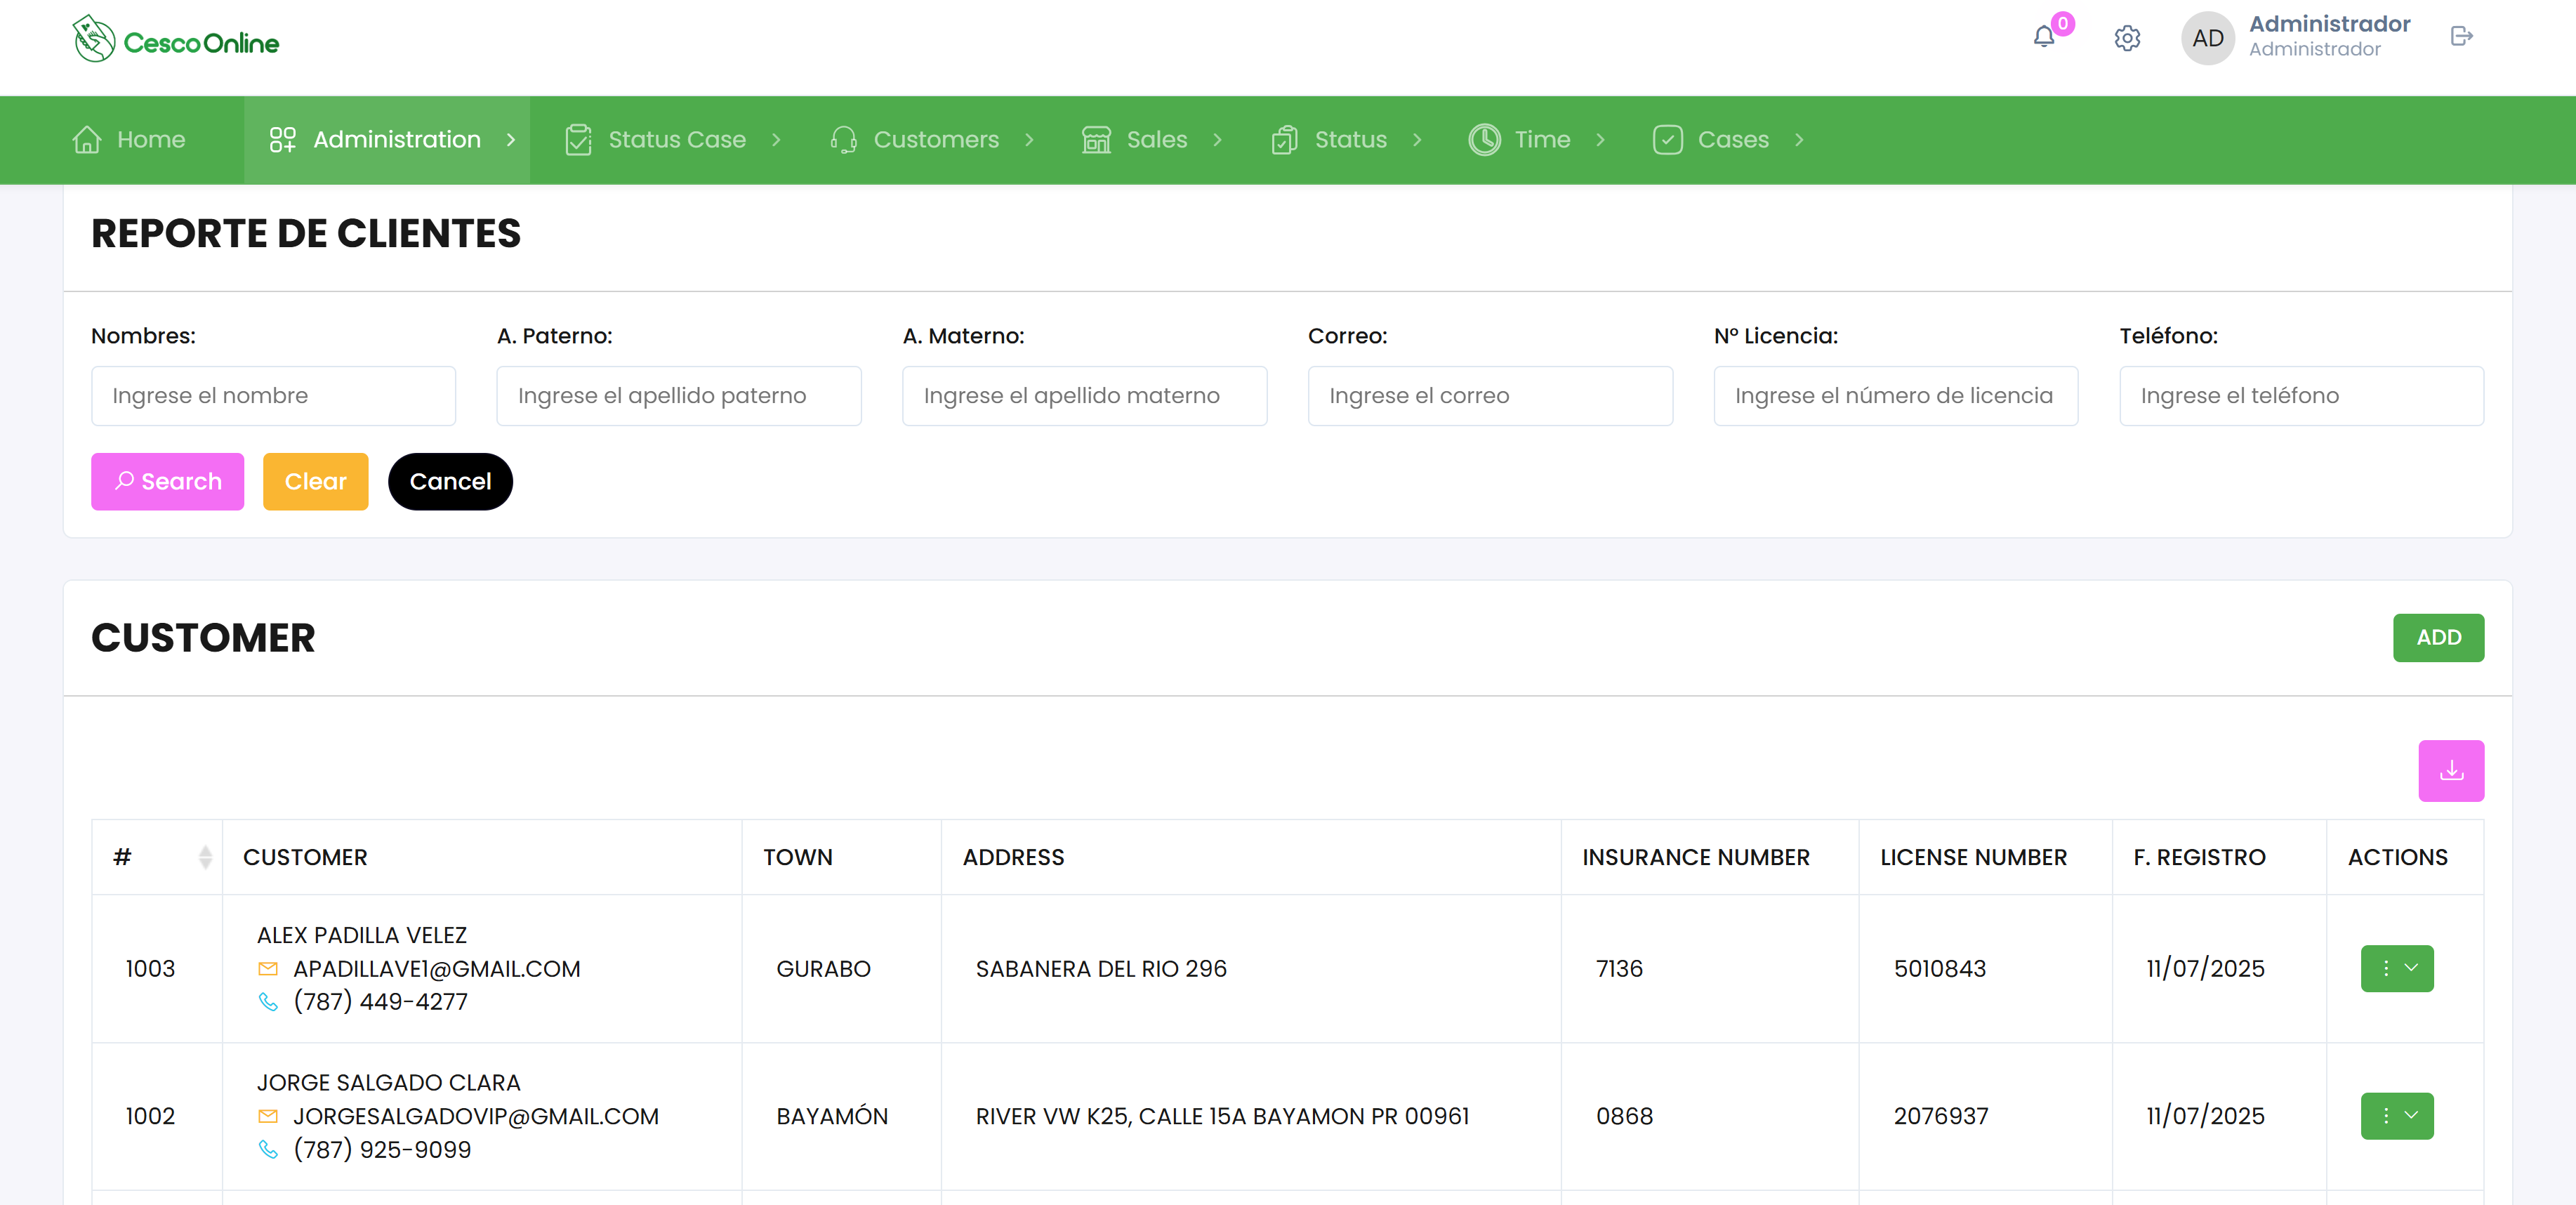 CescoOnline
0
AD
Administrador
Administrador
Home
Administration
Status Case
Customers
Sales
Status
Time
Cases
REPORTE DE CLIENTES
Nombres:
A. Paterno:
A. Materno:
Correo:
Nº Licencia:
Teléfono:
Ingrese el nombre
Ingrese el apellido paterno
Ingrese el apellido materno
Ingrese el correo
Ingrese el número de licencia
Ingrese el teléfono
Search
Clear
Cancel
CUSTOMER
ADD
#
CUSTOMER
TOWN
ADDRESS
INSURANCE NUMBER
LICENSE NUMBER
F. REGISTRO
ACTIONS
1003
ALEX PADILLA VELEZ
APADILLAVE1@GMAIL.COM
(787) 449-4277
GURABO
SABANERA DEL RIO 296
7136
5010843
11/07/2025
1002
JORGE SALGADO CLARA
JORGESALGADOVIP@GMAIL.COM
(787) 925-9099
BAYAMÓN
RIVER VW K25, CALLE 15A BAYAMON PR 00961
0868
2076937
11/07/2025